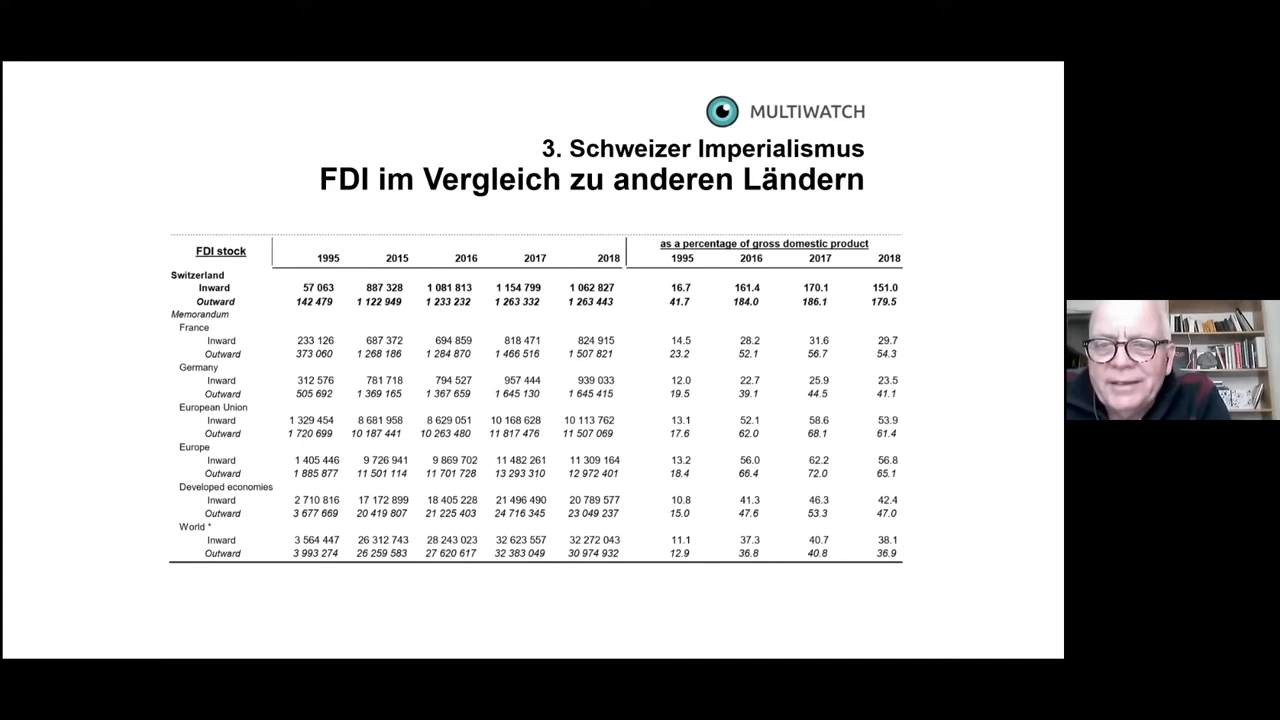 MULTIWATCH
3. Schweizer Imperialismus
FDI im Vergleich zu anderen Ländern
FDI stock as a percentage of gross domestic product
1995 2015 2016 2017 2018 1995 2016 2017 2018
Switzerland
Inward 57 063 887 328 1 081 813 1 154 799 1 062 827 16.7 161.4 170.1 151.0
Outward 142 479 1 122 949 1 233 232 1 263 332 1 263 443 41.7 184.0 186.1 179.5
Memorandum
France
Inward 233 126 687 372 694 859 818 471 824 915 14.5 28.2 31.6 29.7
Outward 373 060 1 268 186 1 284 870 1 466 516 1 507 821 23.2 52.1 56.7 54.3
Germany
Inward 312 576 781 718 794 527 957 444 939 033 12.0 22.7 25.9 23.5
Outward 505 692 1 369 165 1 367 659 1 645 130 1 645 415 19.5 39.1 44.5 41.1
European Union
Inward 1 329 454 8 681 958 8 629 051 10 168 628 10 113 762 13.1 52.1 58.6 53.9
Outward 1 720 699 10 187 441 10 263 480 11 817 476 11 507 069 17.6 62.0 68.1 61.4
Europe
Inward 1 405 446 9 726 941 9 869 702 11 482 261 11 309 164 13.2 56.0 62.2 56.8
Outward 1 885 877 11 501 114 11 701 728 13 293 310 12 972 401 18.4 66.4 72.0 65.1
Developed economies
Inward 2 710 816 17 172 899 18 405 228 21 496 490 20 789 577 10.8 41.3 46.3 42.4
Outward 3 677 669 20 419 807 21 225 403 24 716 345 23 049 237 15.0 47.6 53.3 47.0
World *
Inward 3 564 447 26 312 743 28 243 023 32 623 557 32 272 043 11.1 37.3 40.7 38.1
Outward 3 993 274 26 259 583 27 620 617 32 383 049 30 974 932 12.9 36.8 40.8 36.9